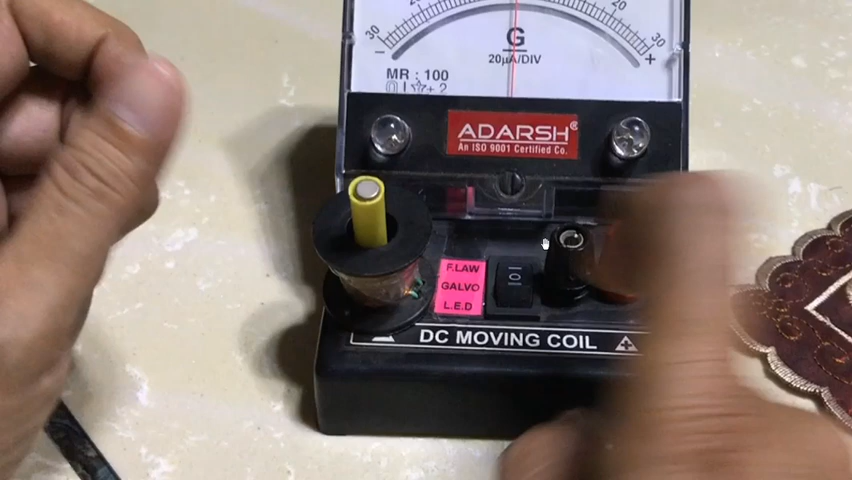 30 20 20 30
− +
G
20µA/DIV
MR : 100
ADARSH
An ISO 9001 Certified Co.
F.LAW
GALVO
L.E.D
DC MOVING COIL